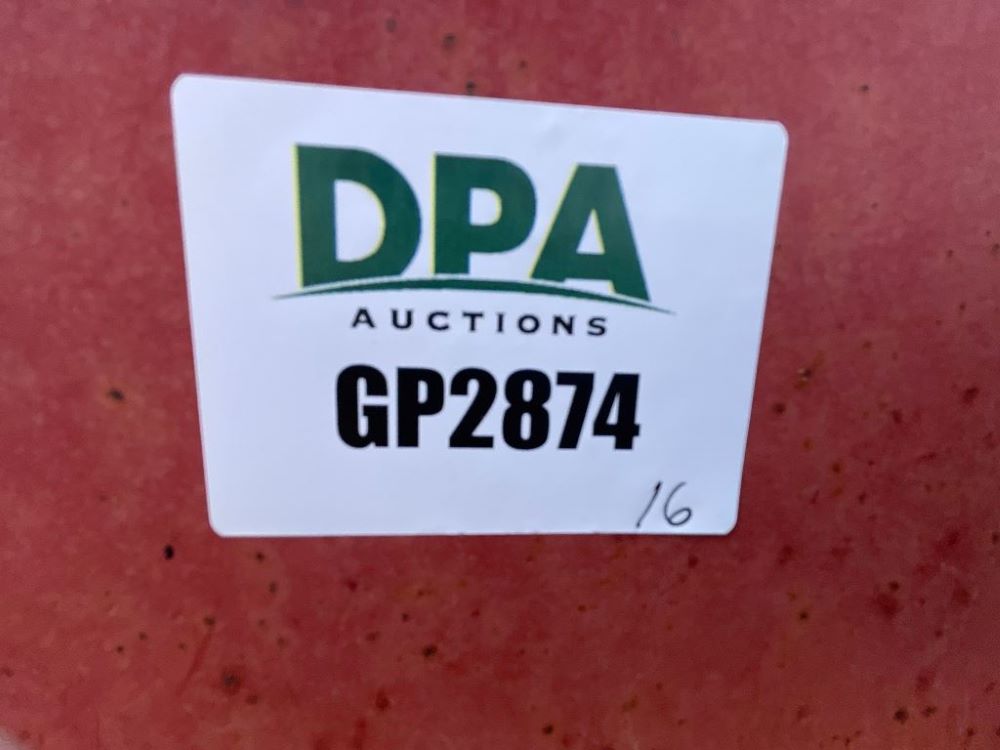 DPA
AUCTIONS
GP2874
16